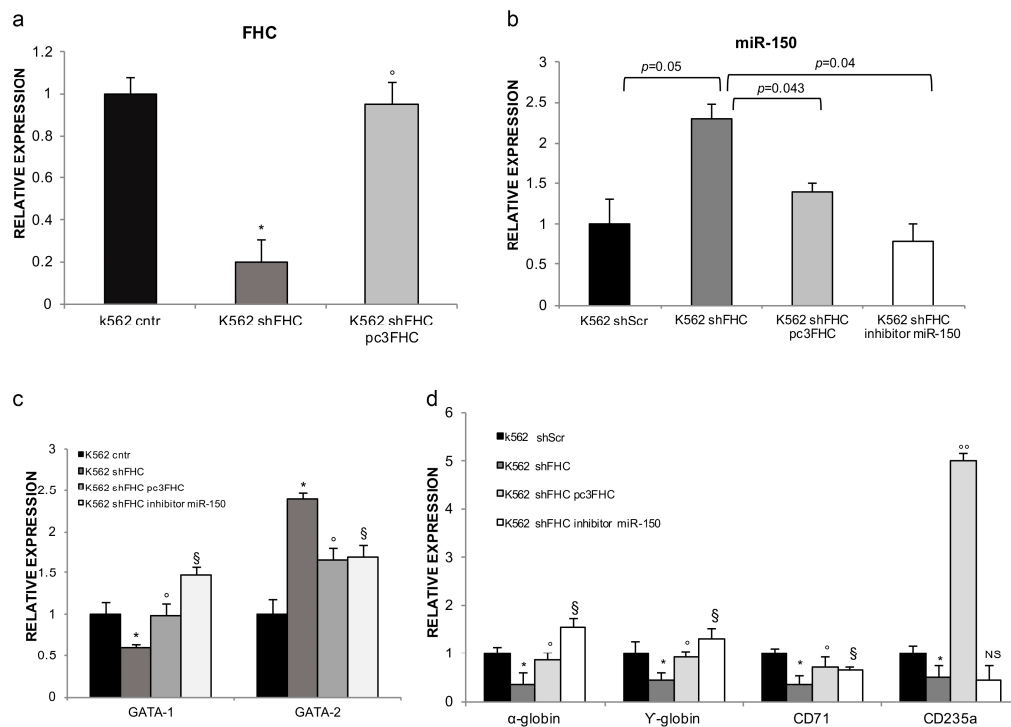 a
FHC
RELATIVE EXPRESSION
1.2
1
0.8
0.6
0.4
0.2
0
*
°
k562 cntr
K562 shFHC
K562 shFHC
pc3FHC
b
miR-150
RELATIVE EXPRESSION
3
2.5
2
1.5
1
0.5
0
p=0.05
p=0.04
p=0.043
K562 shScr
K562 shFHC
K562 shFHC
pc3FHC
K562 shFHC
inhibitor miR-150
c
RELATIVE EXPRESSION
3
2.5
2
1.5
1
0.5
0
K562 cntr
K562 shFHC
K562 shFHC pc3FHC
K562 shFHC inhibitor miR-150
*
°
§
*
°
§
GATA-1
GATA-2
d
RELATIVE EXPRESSION
6
5
4
3
2
1
0
k562 shScr
K562 shFHC
K562 shFHC pc3FHC
K562 shFHC inhibitor miR-150
*
°
§
*
°
§
*
°
§
*
°°
NS
α-globin
ϒ-globin
CD71
CD235a